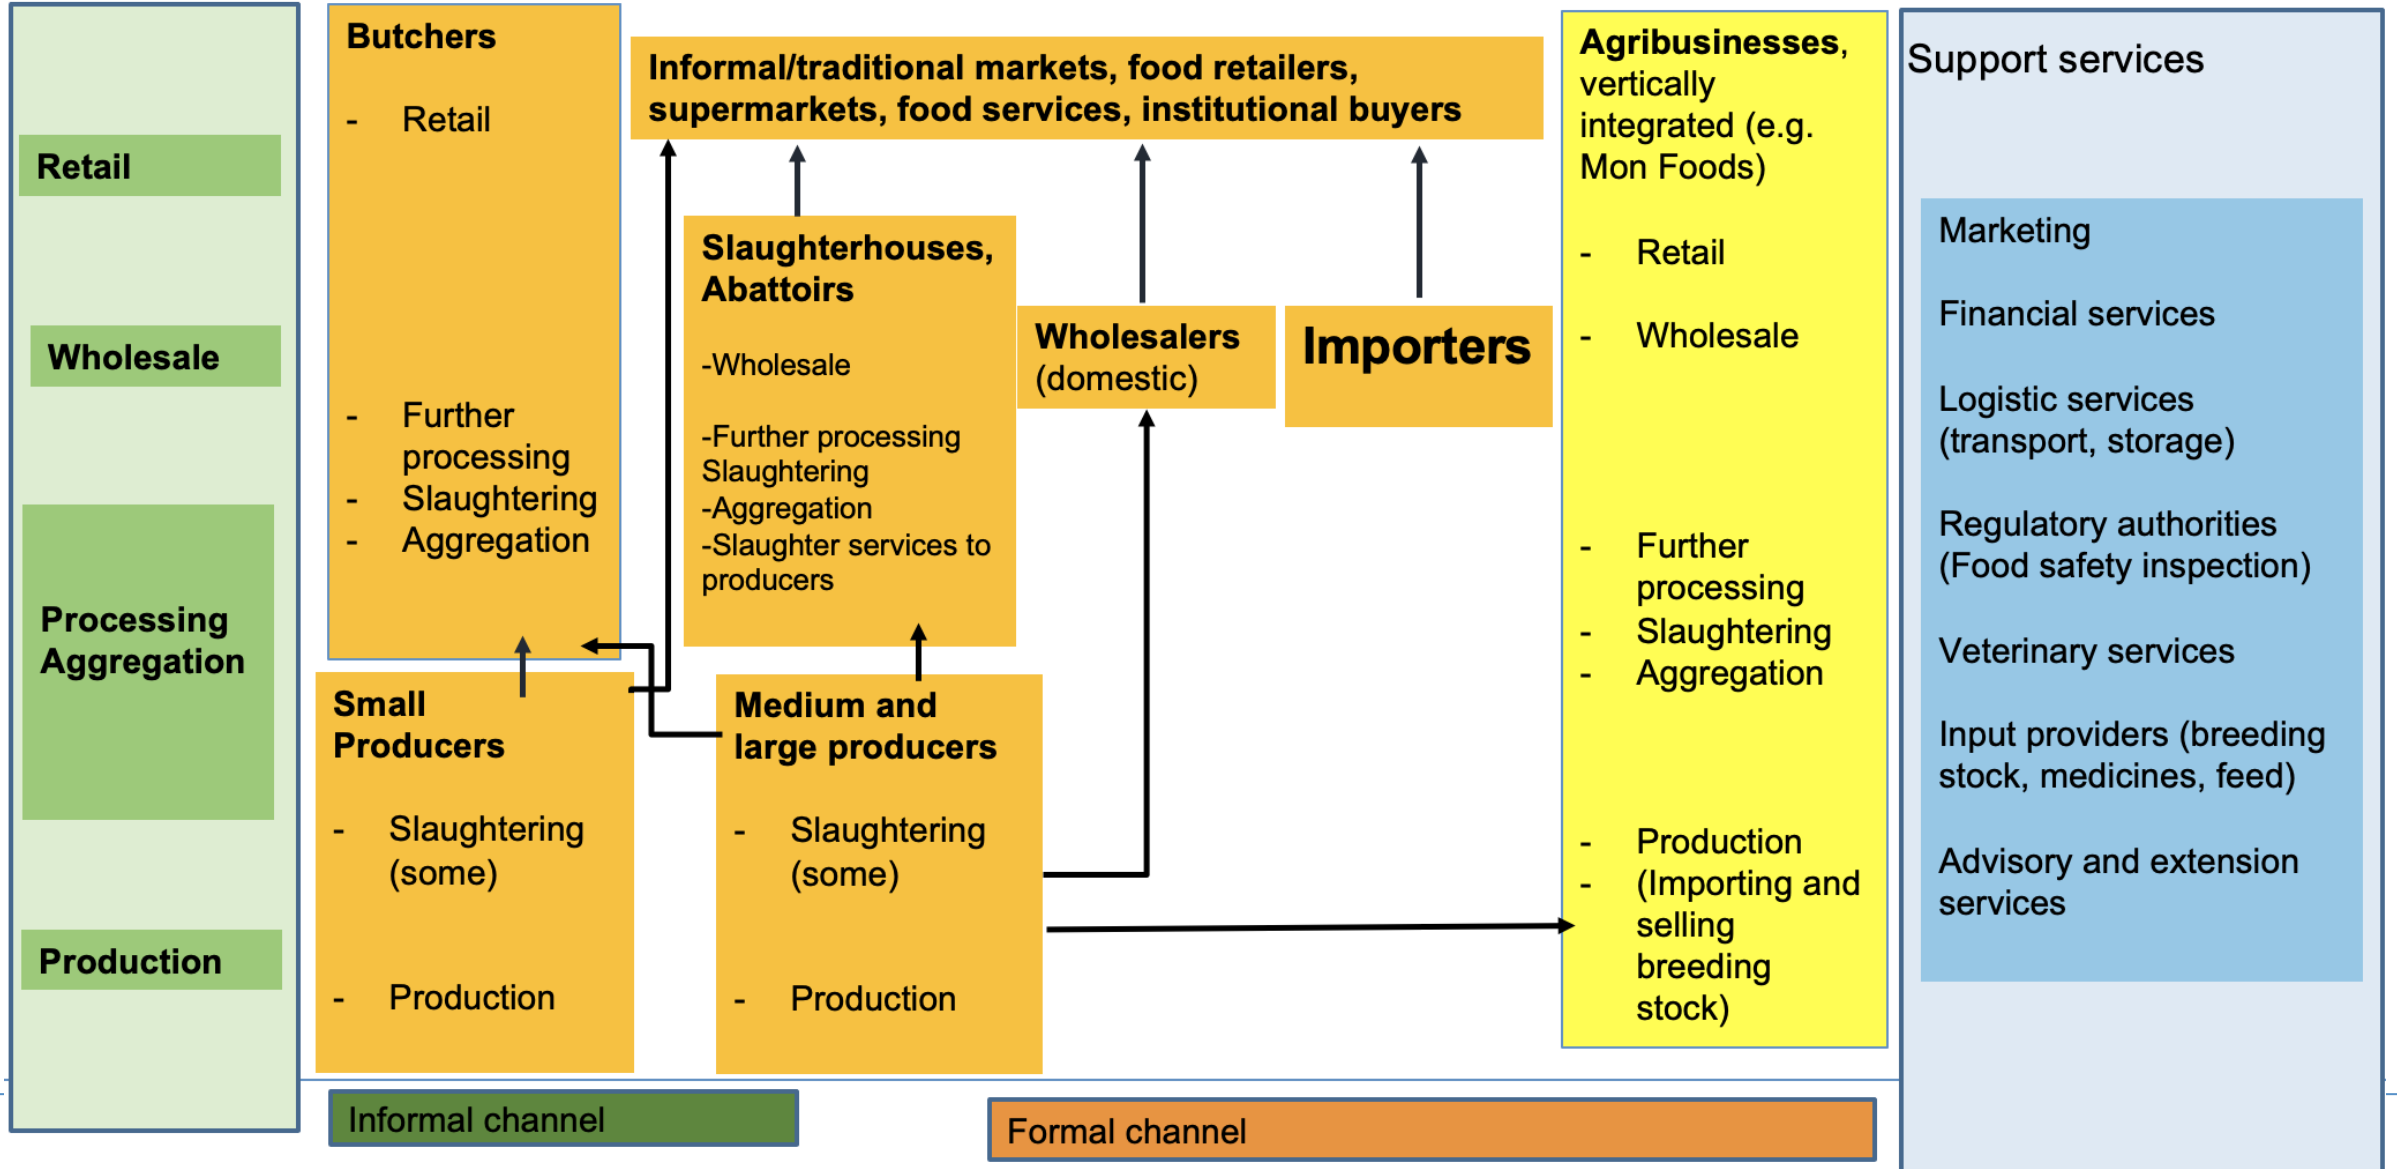 Retail
Wholesale
Processing
Aggregation
Production
Butchers
- Retail
- Further
processing
- Slaughtering
- Aggregation
Small
Producers
- Slaughtering
(some)
- Production
Informal/traditional markets, food retailers,
supermarkets, food services, institutional buyers
Slaughterhouses,
Abattoirs
-Wholesale
-Further processing
Slaughtering
-Aggregation
-Slaughter services to
producers
Medium and
large producers
- Slaughtering
(some)
- Production
Wholesalers
(domestic)
Importers
Agribusinesses,
vertically
integrated (e.g.
Mon Foods)
- Retail
- Wholesale
- Further
processing
- Slaughtering
- Aggregation
- Production
- (Importing and
selling
breeding
stock)
Support services
Marketing
Financial services
Logistic services
(transport, storage)
Regulatory authorities
(Food safety inspection)
Veterinary services
Input providers (breeding
stock, medicines, feed)
Advisory and extension
services
Informal channel
Formal channel